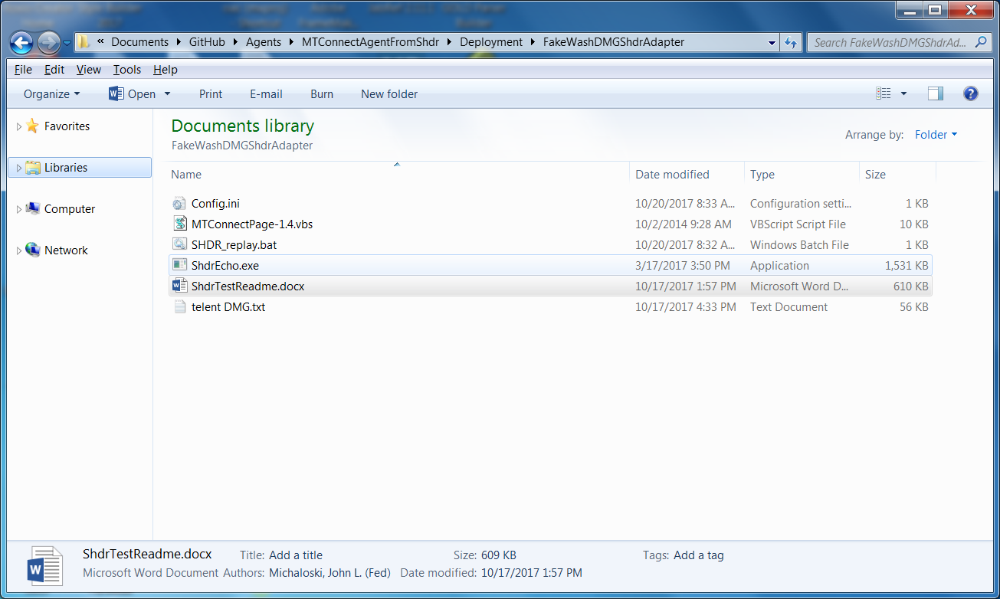 « Documents GitHub Agents MTConnectAgentFromShdr Deployment FakeWashDMGShdrAdapter Search FakeWashDMGShdrAd...
File Edit View Tools Help
Organize Open Print E-mail Burn New folder
Favorites
Libraries
Computer
Network
Documents library
FakeWashDMGShdrAdapter
Arrange by: Folder
Name Date modified Type Size
Config.ini 10/20/2017 8:33 A... Configuration setti... 1 KB
MTConnectPage-1.4.vbs 10/2/2014 9:28 AM VBScript Script File 10 KB
SHDR_replay.bat 10/20/2017 8:32 A... Windows Batch File 1 KB
ShdrEcho.exe 3/17/2017 3:50 PM Application 1,531 KB
ShdrTestReadme.docx 10/17/2017 1:57 PM Microsoft Word D... 610 KB
telent DMG.txt 10/17/2017 4:33 PM Text Document 56 KB
ShdrTestReadme.docx Title: Add a title Size: 609 KB Tags: Add a tag
Microsoft Word Document Authors: Michaloski, John L. (Fed) Date modified: 10/17/2017 1:57 PM